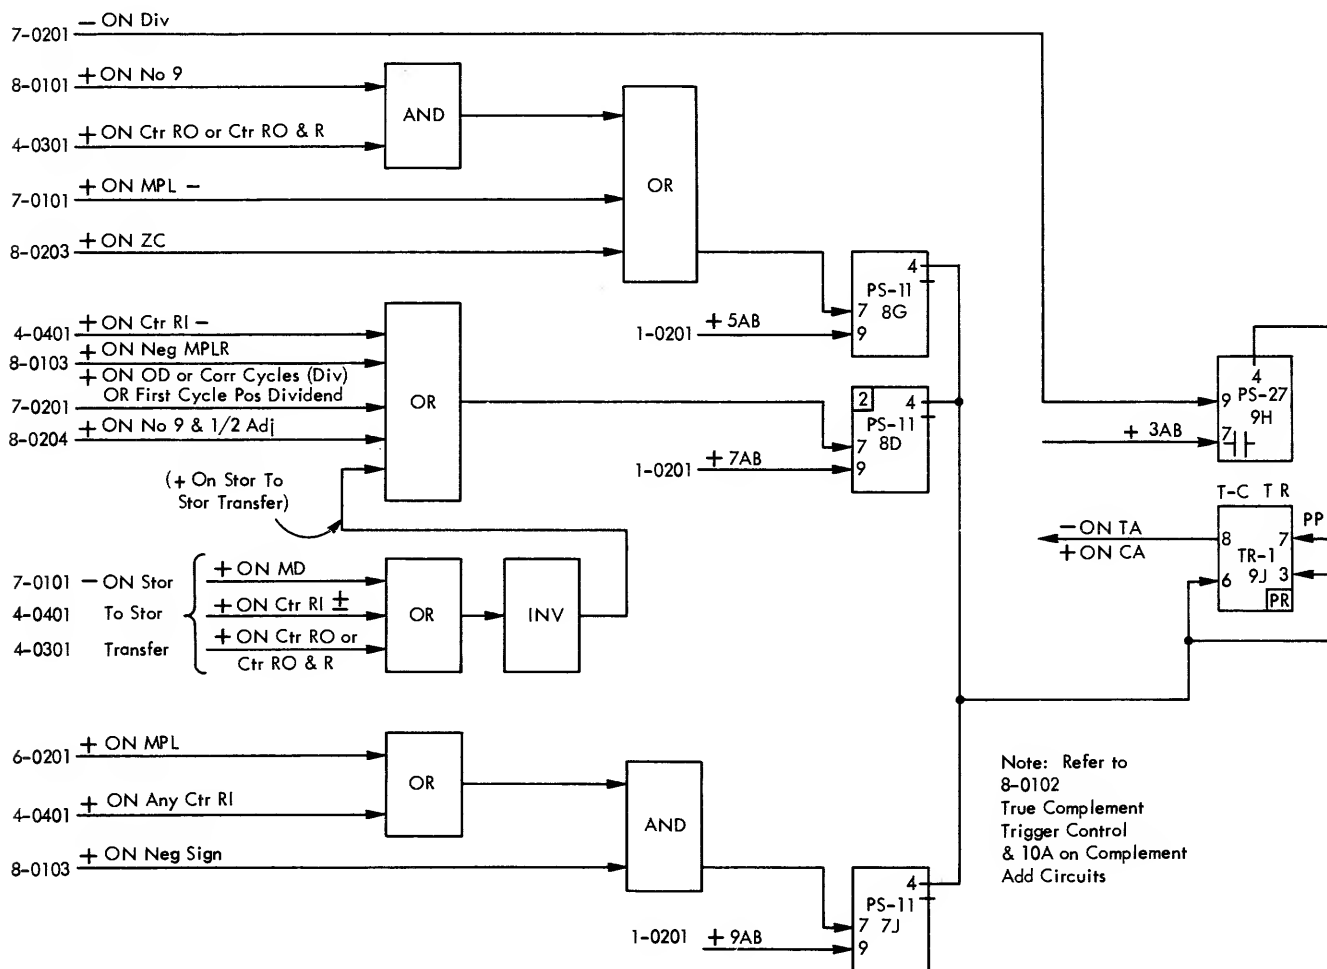 7-0201 − ON Div
8-0101 + ON No 9
AND
4-0301 + ON Ctr RO or Ctr RO & R
7-0101 + ON MPL −
OR
8-0203 + ON ZC
4
PS-11
8G
7
9
1-0201 + 5AB
4-0401 + ON Ctr RI −
8-0103 + ON Neg MPLR
+ ON OD or Corr Cycles (Div)
7-0201 OR First Cycle Pos Dividend
8-0204 + ON No 9 & 1/2 Adj
OR
2
4
PS-11
8D
7
9
1-0201 + 7AB
4
PS-27
9
9H
7
+ 3AB
(+ On Stor To
Stor Transfer)
T-C TR
− ON TA
+ ON CA
8
7
PP
TR-1
6
9J
3
PR
7-0101 − ON Stor
4-0401 To Stor
4-0301 Transfer
+ ON MD
+ ON Ctr RI ±
+ ON Ctr RO or
Ctr RO & R
OR
INV
6-0201 + ON MPL
OR
4-0401 + ON Any Ctr RI
AND
8-0103 + ON Neg Sign
4
PS-11
7 7J
9
1-0201 + 9AB
Note: Refer to
8-0102
True Complement
Trigger Control
& 10A on Complement
Add Circuits